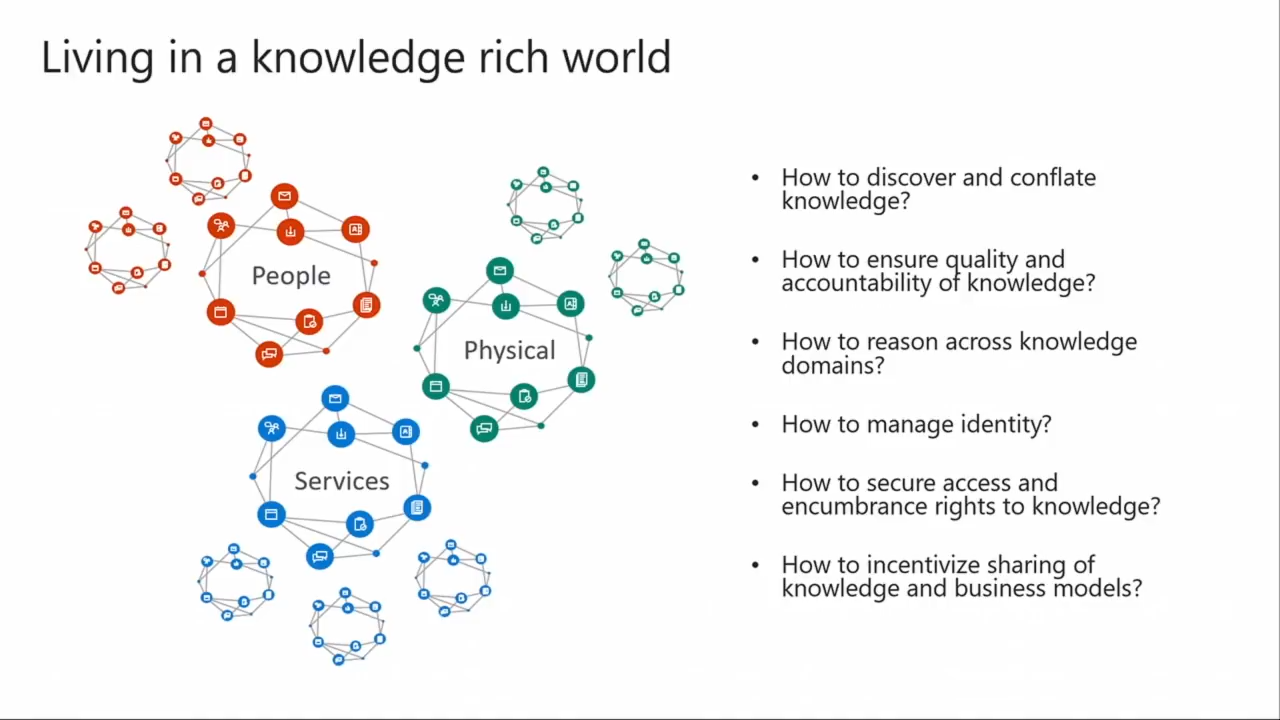 Living in a knowledge rich world
People
Physical
Services
• How to discover and conflate
knowledge?
• How to ensure quality and
accountability of knowledge?
• How to reason across knowledge
domains?
• How to manage identity?
• How to secure access and
encumbrance rights to knowledge?
• How to incentivize sharing of
knowledge and business models?